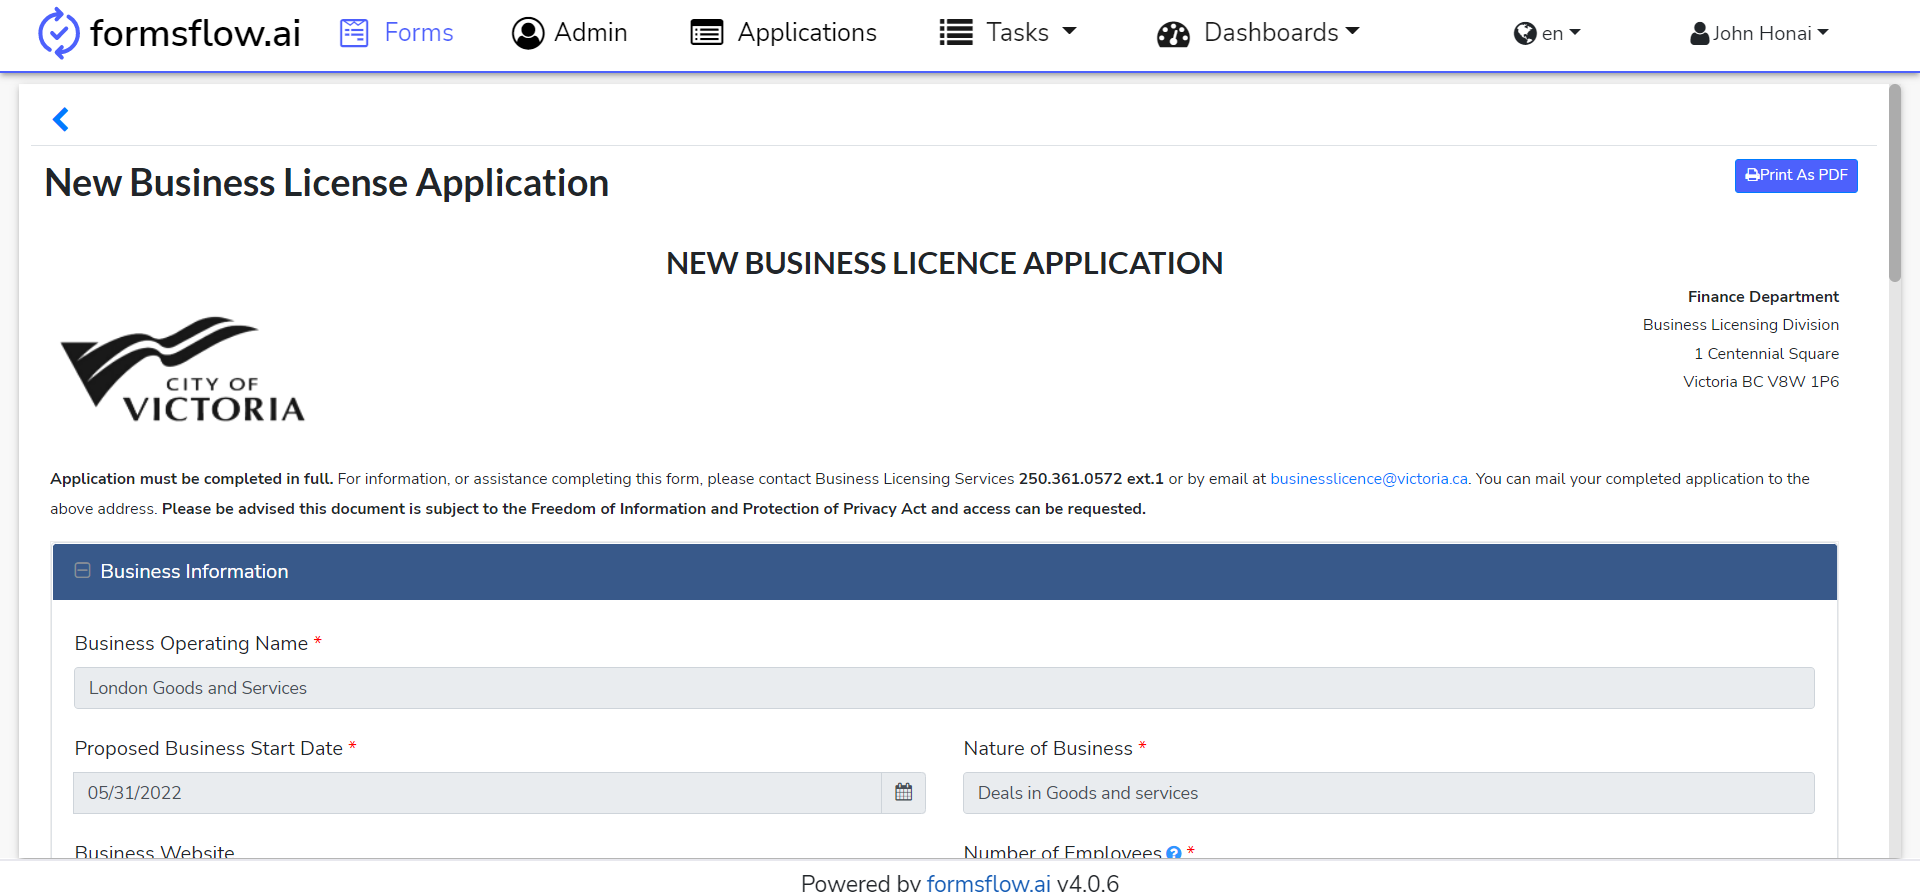 formsflow.ai Forms Admin Applications Tasks Dashboards en John Honai
New Business License Application
Print As PDF
NEW BUSINESS LICENCE APPLICATION
Finance Department
Business Licensing Division
1 Centennial Square
Victoria BC V8W 1P6
CITY OF
VICTORIA
Application must be completed in full. For information, or assistance completing this form, please contact Business Licensing Services 250.361.0572 ext.1 or by email at businesslicence@victoria.ca. You can mail your completed application to the
above address. Please be advised this document is subject to the Freedom of Information and Protection of Privacy Act and access can be requested.
Business Information
Business Operating Name *
London Goods and Services
Proposed Business Start Date *
Nature of Business *
05/31/2022
Deals in Goods and services
Business Website
Number of Employees ? *
Powered by formsflow.ai v4.0.6